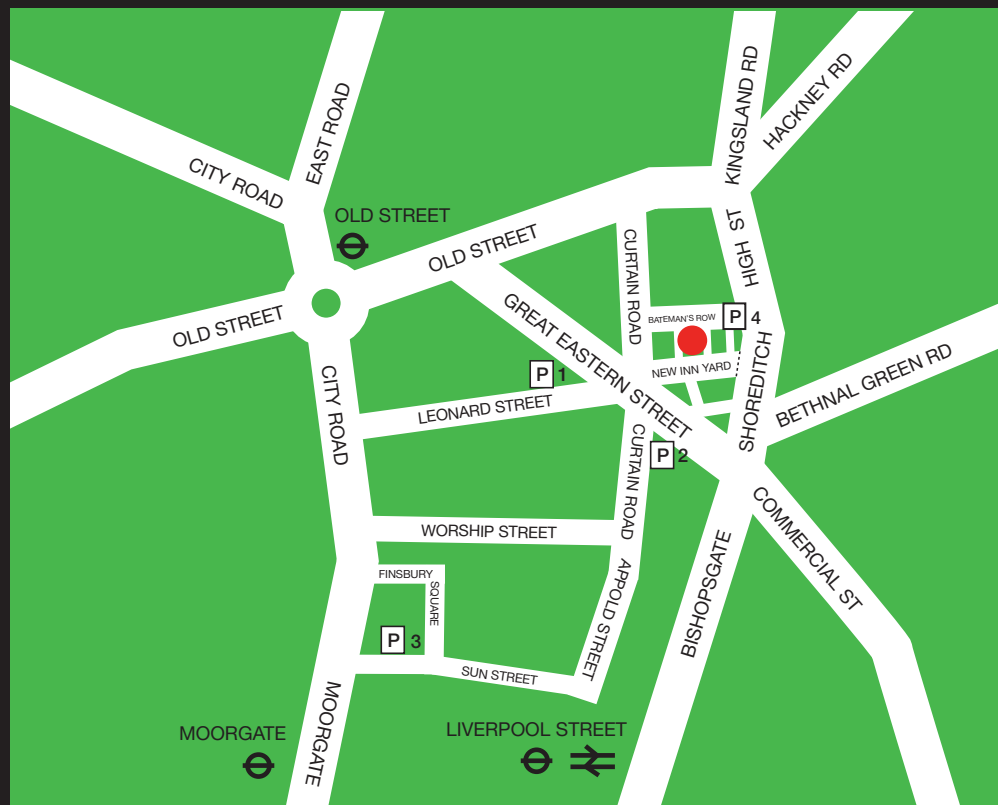 KINGSLAND RD
HACKNEY RD
EAST ROAD
CITY ROAD
OLD STREET
OLD STREET
HIGH ST
CURTAIN ROAD
OLD STREET
GREAT EASTERN STREET
BATEMAN'S ROW
P 4
NEW INN YARD
SHOREDITCH
BETHNAL GREEN RD
P 1
CITY ROAD
LEONARD STREET
P 2
CURTAIN ROAD
WORSHIP STREET
COMMERCIAL ST
BISHOPSGATE
FINSBURY
SQUARE
APPOLD STREET
P 3
SUN STREET
MOORGATE
MOORGATE
LIVERPOOL STREET